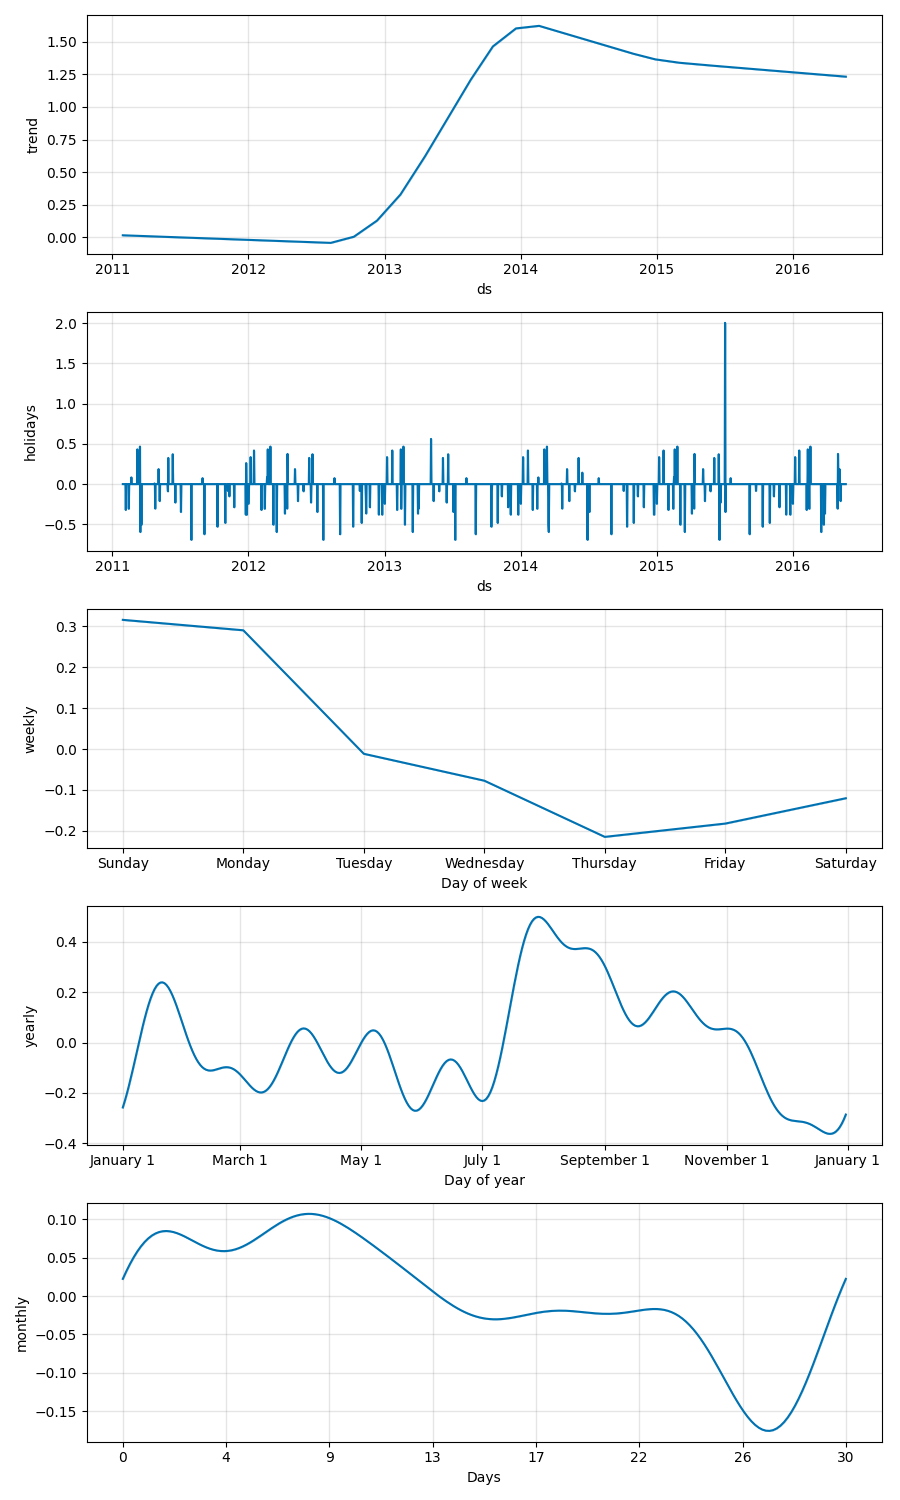 trend
1.50
1.25
1.00
0.75
0.50
0.25
0.00
2011 2012 2013 2014 2015 2016
ds
holidays
2.0
1.5
1.0
0.5
0.0
−0.5
2011 2012 2013 2014 2015 2016
ds
weekly
0.3
0.2
0.1
0.0
−0.1
−0.2
Sunday Monday Tuesday Wednesday Thursday Friday Saturday
Day of week
yearly
0.4
0.2
0.0
−0.2
−0.4
January 1 March 1 May 1 July 1 September 1 November 1 January 1
Day of year
monthly
0.10
0.05
0.00
−0.05
−0.10
−0.15
0 4 9 13 17 22 26 30
Days